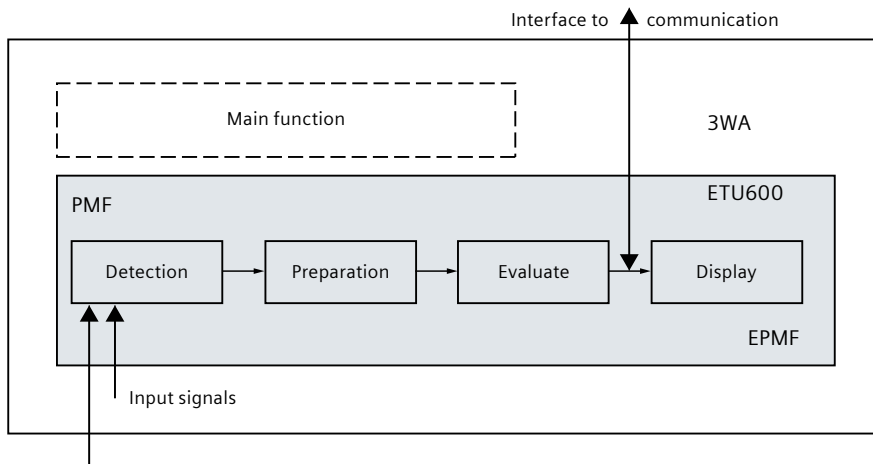 Interface to communication
Main function
3WA
ETU600
PMF
Detection
Preparation
Evaluate
Display
EPMF
Input signals